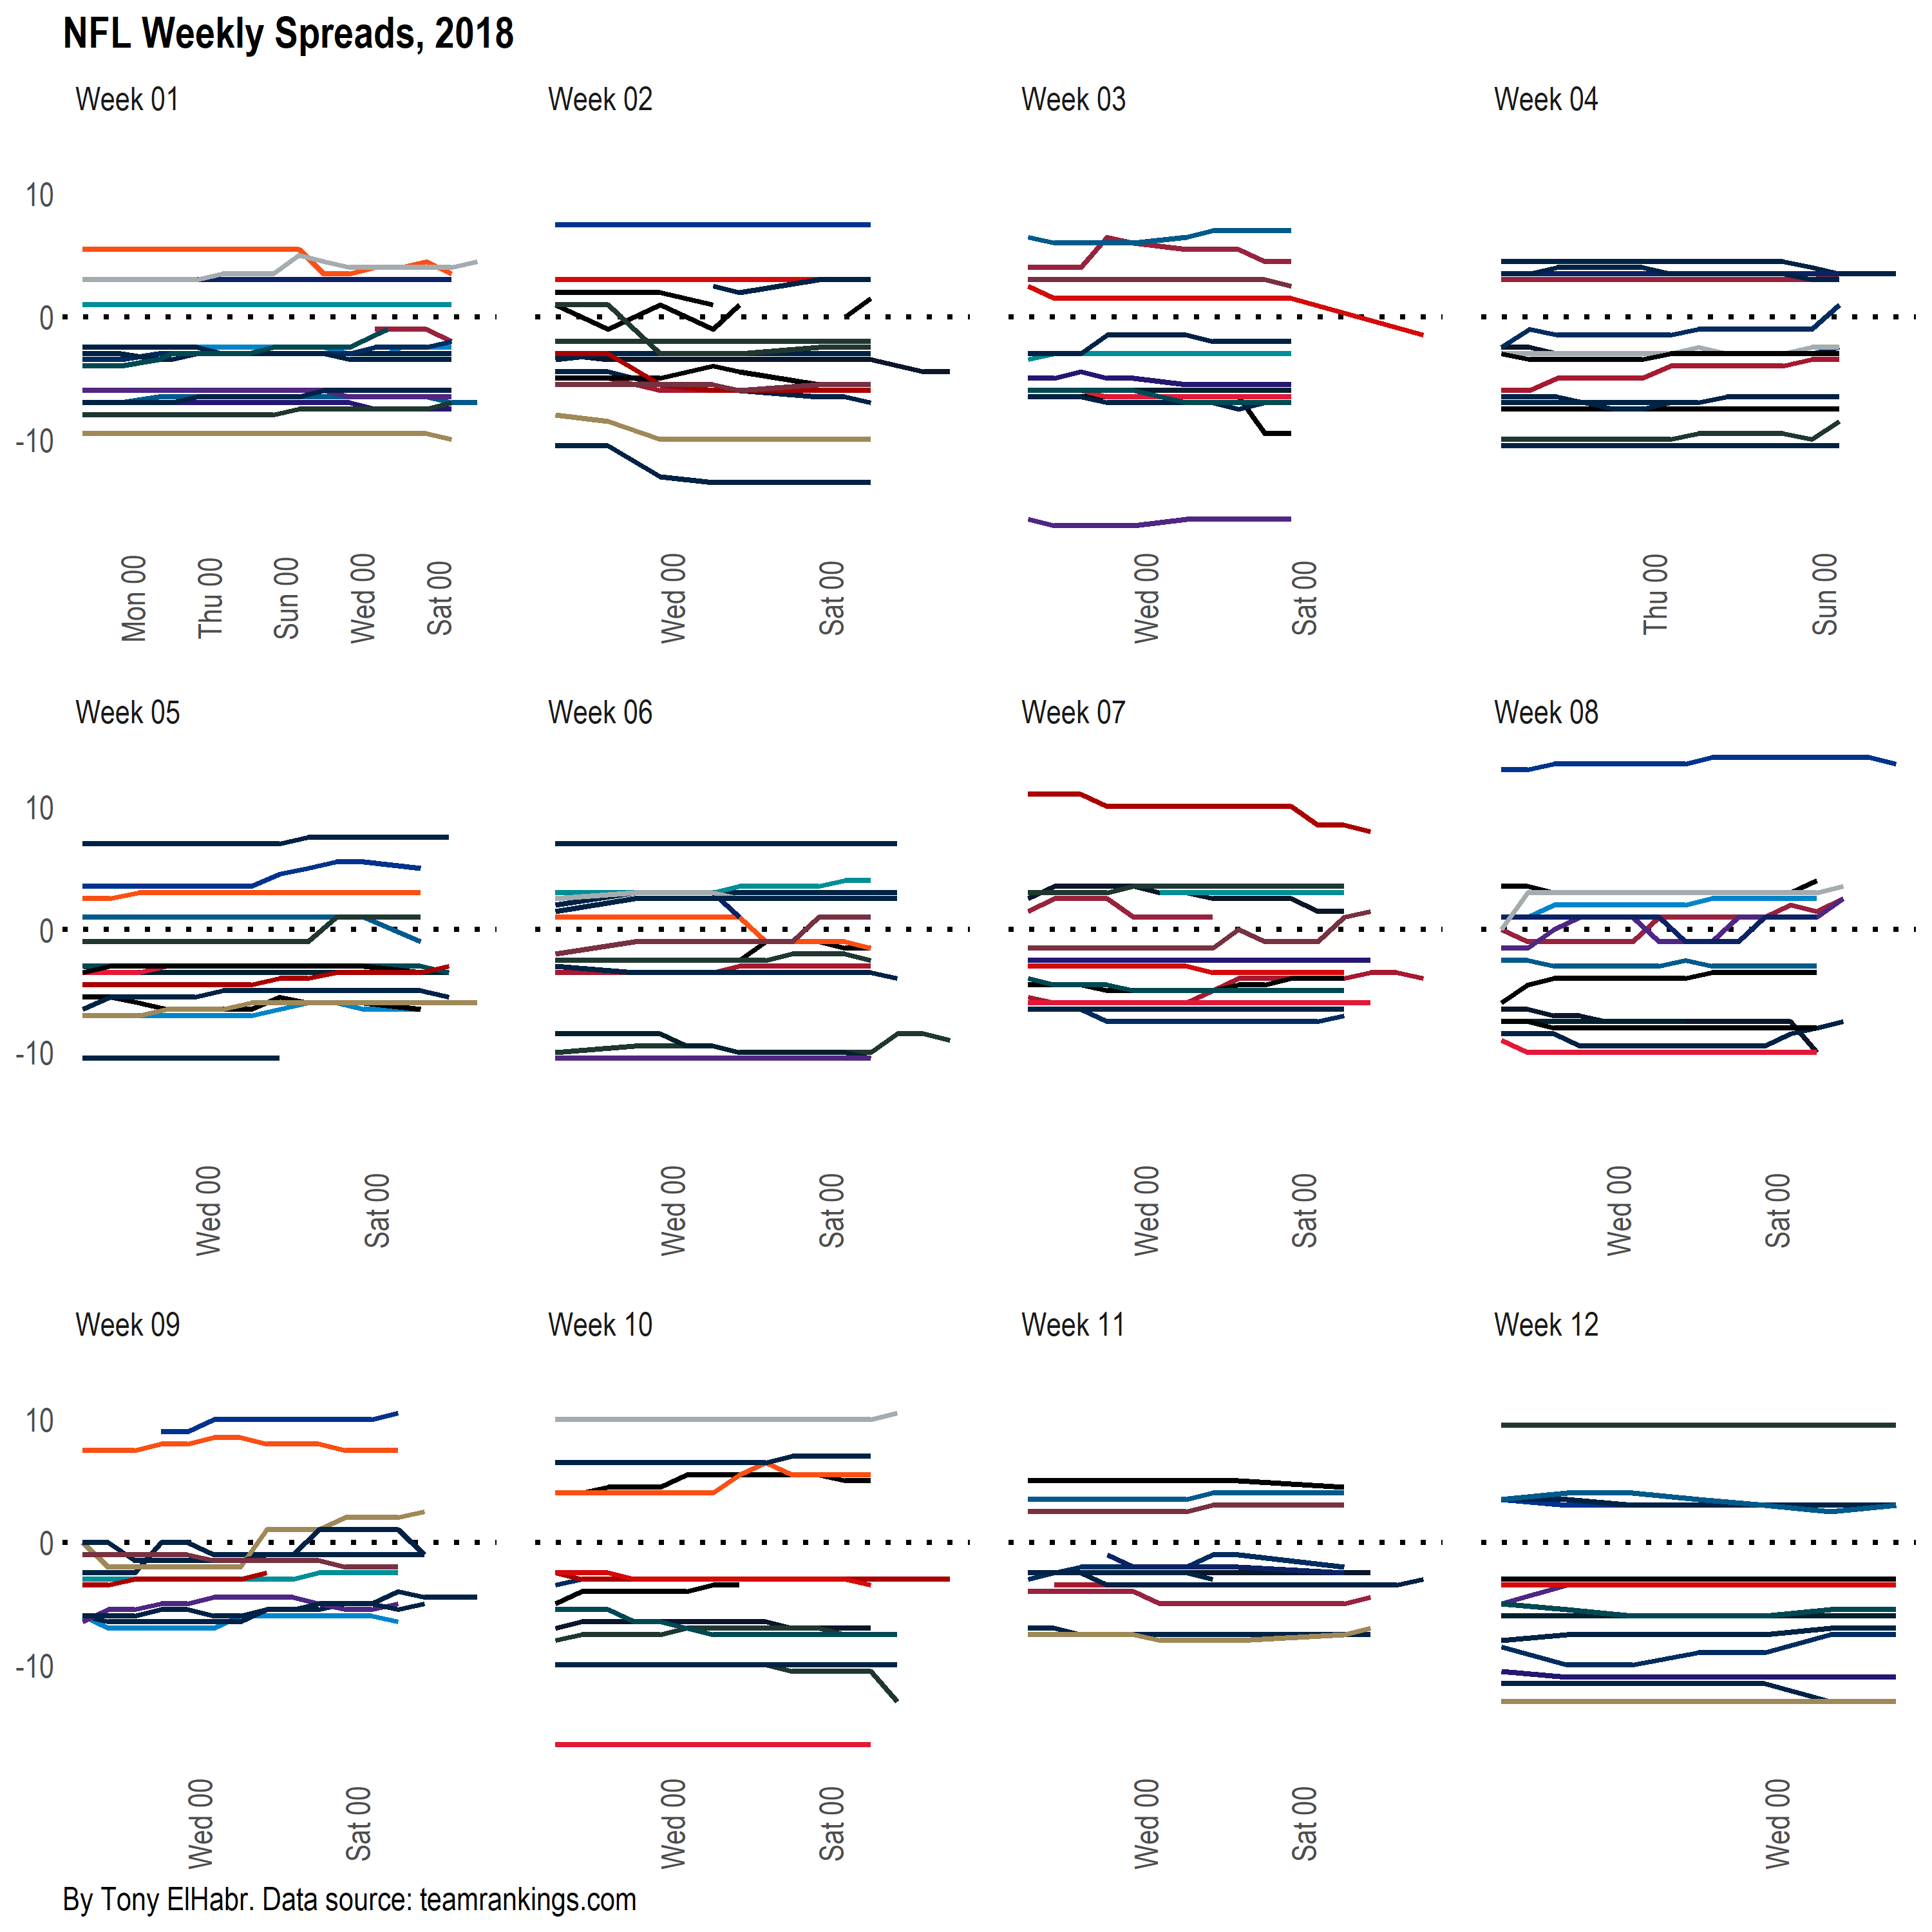 NFL Weekly Spreads, 2018
Week 01
Week 02
Week 03
Week 04
10
0
-10
Mon 00
Thu 00
Sun 00
Wed 00
Sat 00
Wed 00
Sat 00
Wed 00
Sat 00
Thu 00
Sun 00
Week 05
Week 06
Week 07
Week 08
10
0
-10
Wed 00
Sat 00
Wed 00
Sat 00
Wed 00
Sat 00
Wed 00
Sat 00
Week 09
Week 10
Week 11
Week 12
10
0
-10
Wed 00
Sat 00
Wed 00
Sat 00
Wed 00
Sat 00
Wed 00
By Tony ElHabr. Data source: teamrankings.com